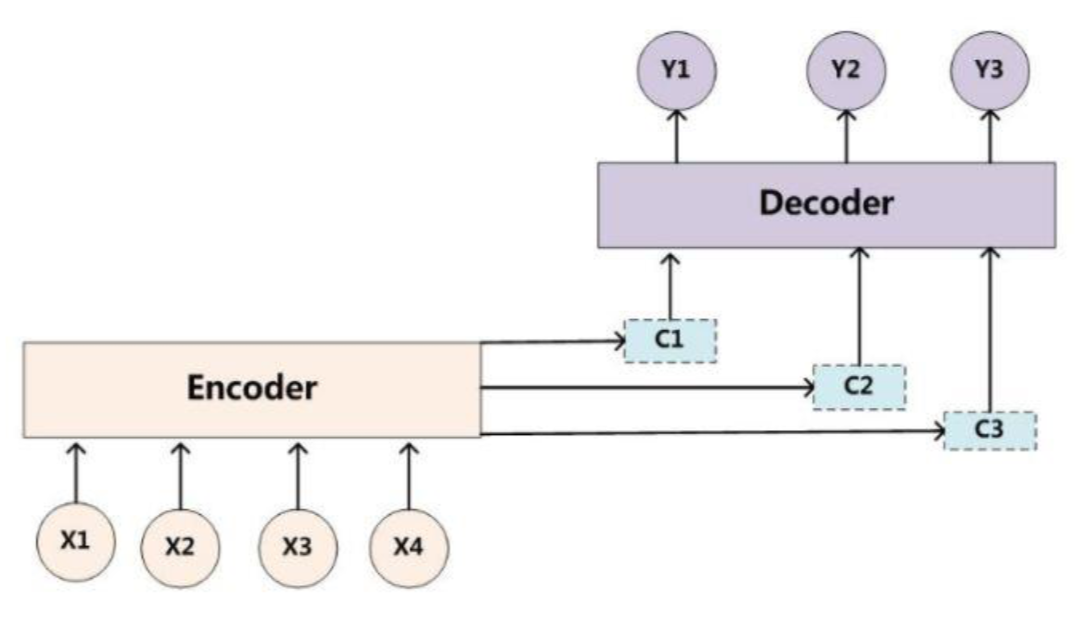 Y1 Y2 Y3
Decoder
C1
Encoder
C2
C3
X1 X2 X3 X4